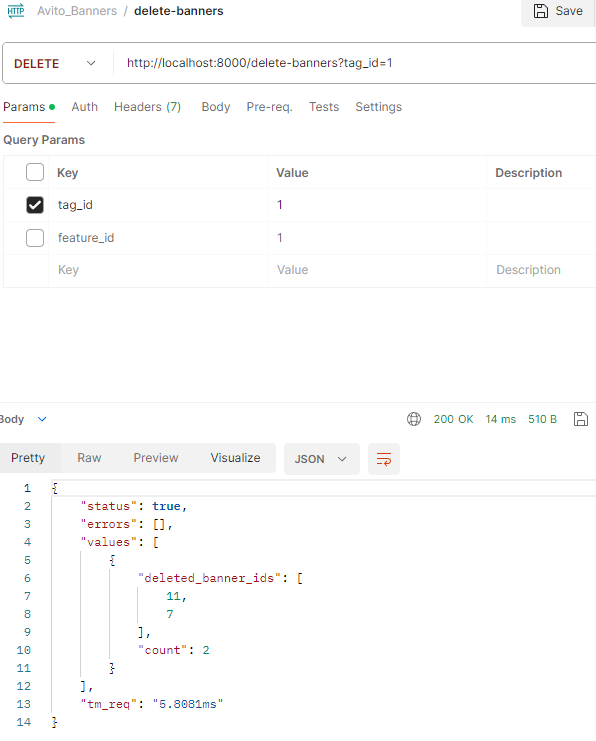 HTTP Avito_Banners / delete-banners Save
DELETE http://localhost:8000/delete-banners?tag_id=1
Params Auth Headers (7) Body Pre-req. Tests Settings
Query Params
Key Value Description
tag_id 1
feature_id 1
Key Value Description
Body 200 OK 14 ms 510 B
Pretty Raw Preview Visualize JSON
1 {
2 "status": true,
3 "errors": [],
4 "values": [
5 {
6 "deleted_banner_ids": [
7 11,
8 7
9 ],
10 "count": 2
11 }
12 ],
13 "tm_req": "5.8081ms"
14 }